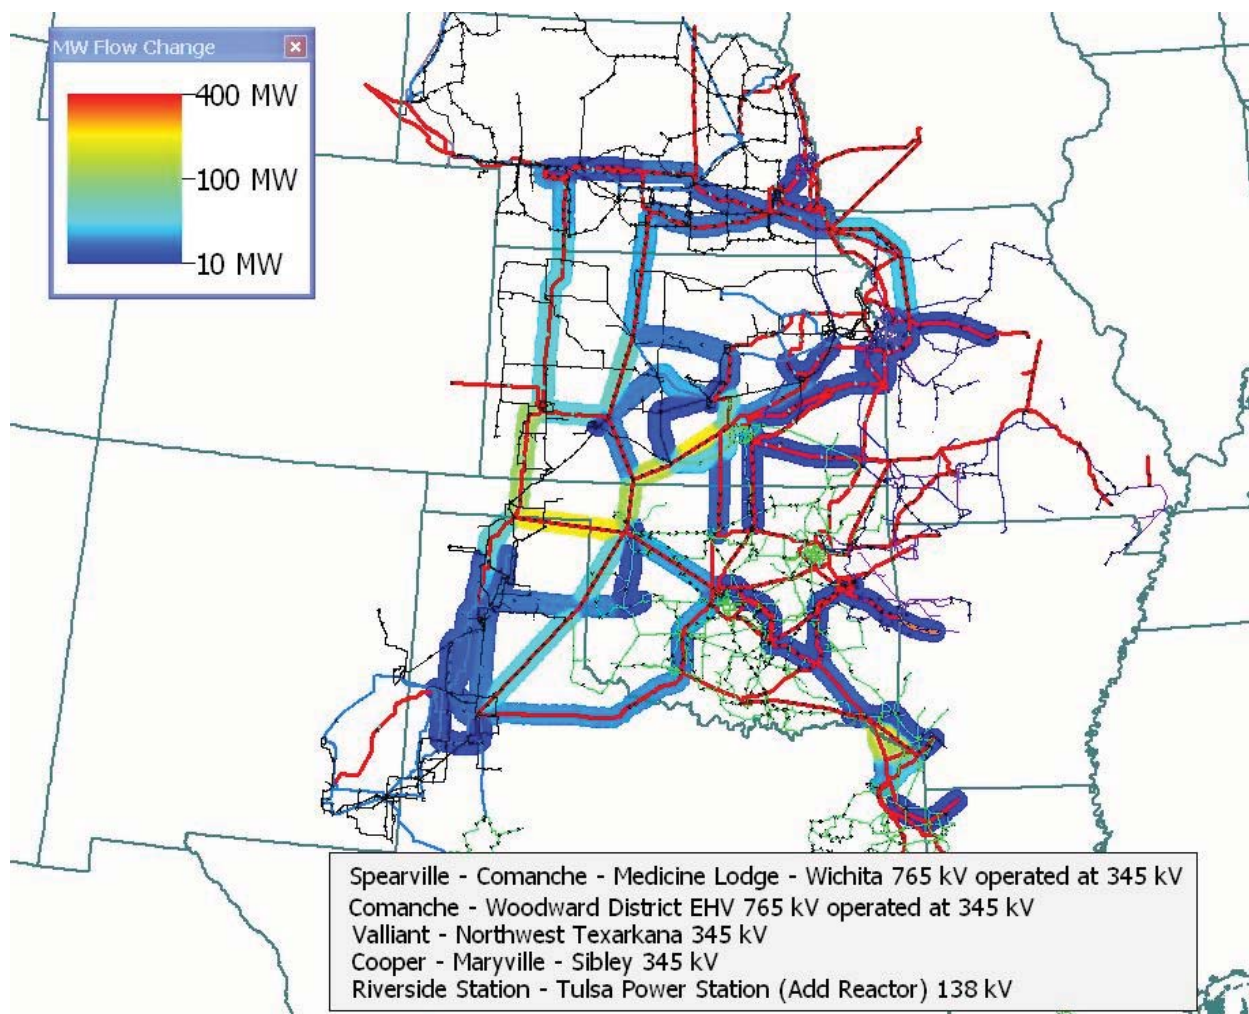 MW Flow Change
400 MW
100 MW
10 MW
Spearville - Comanche - Medicine Lodge - Wichita 765 kV operated at 345 kV
Comanche - Woodward District EHV 765 kV operated at 345 kV
Valliant - Northwest Texarkana 345 kV
Cooper - Maryville - Sibley 345 kV
Riverside Station - Tulsa Power Station (Add Reactor) 138 kV